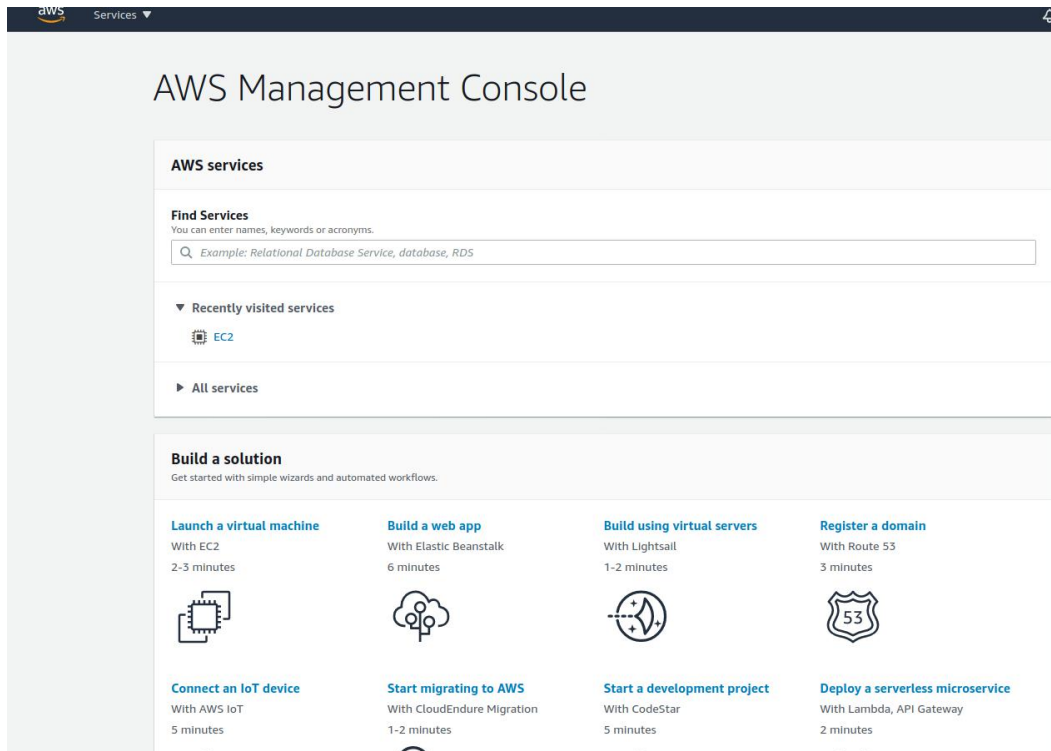 aws Services
AWS Management Console
AWS services
Find Services
You can enter names, keywords or acronyms.
Example: Relational Database Service, database, RDS
Recently visited services
EC2
All services
Build a solution
Get started with simple wizards and automated workflows.
Launch a virtual machine
With EC2
2-3 minutes
Build a web app
With Elastic Beanstalk
6 minutes
Build using virtual servers
With Lightsail
1-2 minutes
Register a domain
With Route 53
3 minutes
53
Connect an IoT device
With AWS IoT
5 minutes
Start migrating to AWS
With CloudEndure Migration
1-2 minutes
Start a development project
With CodeStar
5 minutes
Deploy a serverless microservice
With Lambda, API Gateway
2 minutes